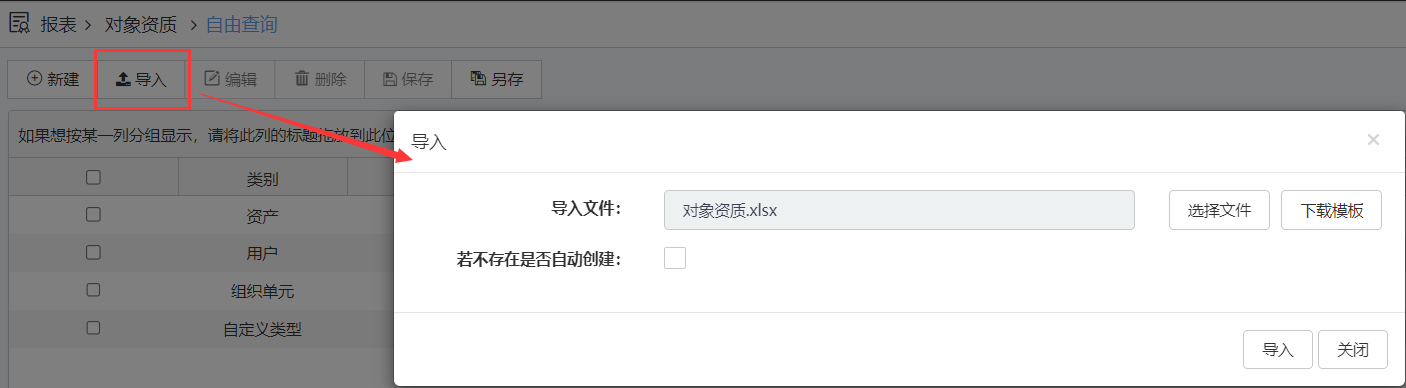 报表 > 对象资质 > 自由查询
新建 导入 编辑 删除 保存 另存
如果想按某一列分组显示，请将此列的标题拖放到此位
类别
资产
用户
组织单元
自定义类型
导入 ×
导入文件： 对象资质.xlsx 选择文件 下载模板
若不存在是否自动创建：
导入 关闭